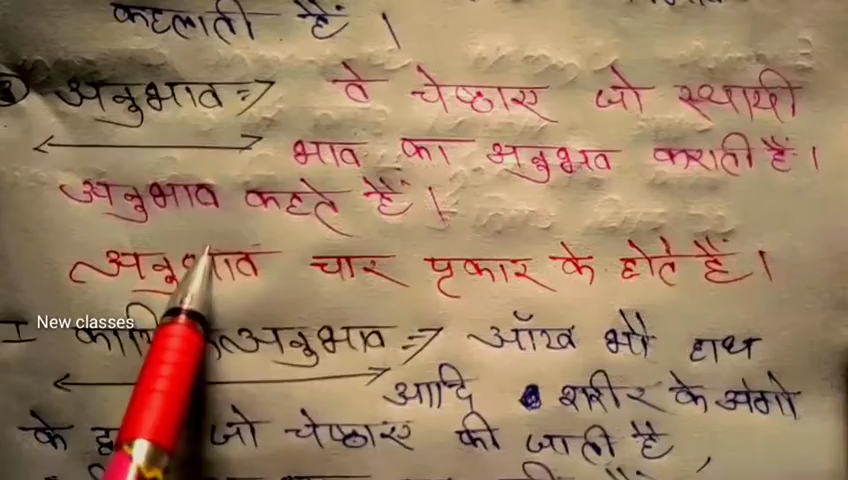 कहलाती हैं ।
अनुभाव => वे चेष्ठाए जो स्थायी
भाव का अनुभव कराती हैं ।
अनुभाव कहते हैं ।
अनुभाव चार प्रकार के होते हैं ।
New classes
I अनुभाव => आँख भौ हाथ
आदि शरीर के अंगो
के जो चेष्ठाए की जाती है ,